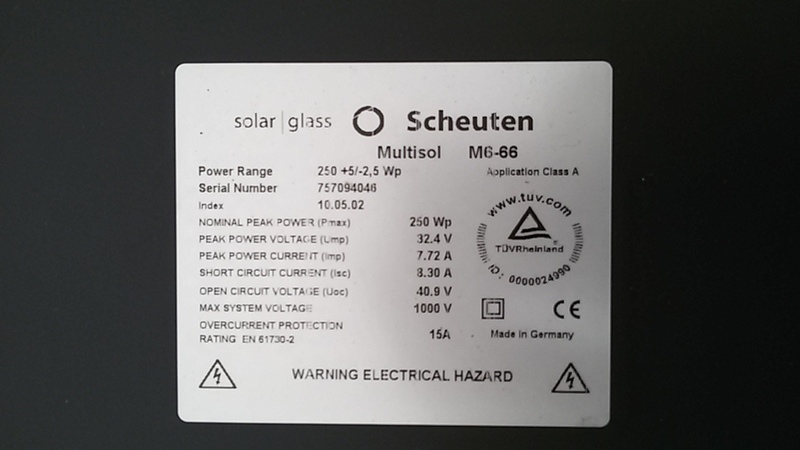 solar | glass Scheuten
Multisol M6-66
Power Range 250 +5/-2,5 Wp Application Class A
Serial Number 757094046
Index 10.05.02
NOMINAL PEAK POWER (Pmax) 250 Wp
PEAK POWER VOLTAGE (Ump) 32.4 V
PEAK POWER CURRENT (Imp) 7.72 A
SHORT CIRCUIT CURRENT (Isc) 8.30 A
OPEN CIRCUIT VOLTAGE (Uoc) 40.9 V
MAX SYSTEM VOLTAGE 1000 V
OVERCURRENT PROTECTION
RATING EN 61730-2 15A
www.tuv.com
TÜVRheinland
ID: 0000024990
CE
Made in Germany
WARNING ELECTRICAL HAZARD